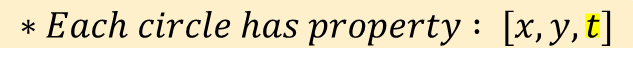 * Each circle has property : [x, y, t]